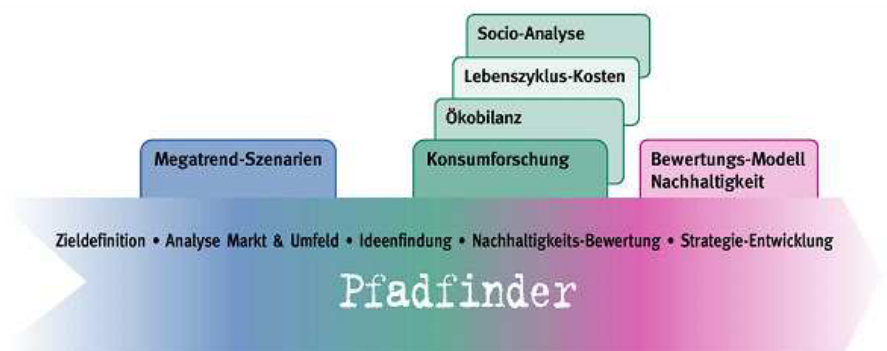 Socio-Analyse
Lebenszyklus-Kosten
Ökobilanz
Megatrend-Szenarien
Konsumforschung
Bewertungs-Modell
Nachhaltigkeit
Zieldefinition • Analyse Markt & Umfeld • Ideenfindung • Nachhaltigkeits-Bewertung • Strategie-Entwicklung
Pfadfinder